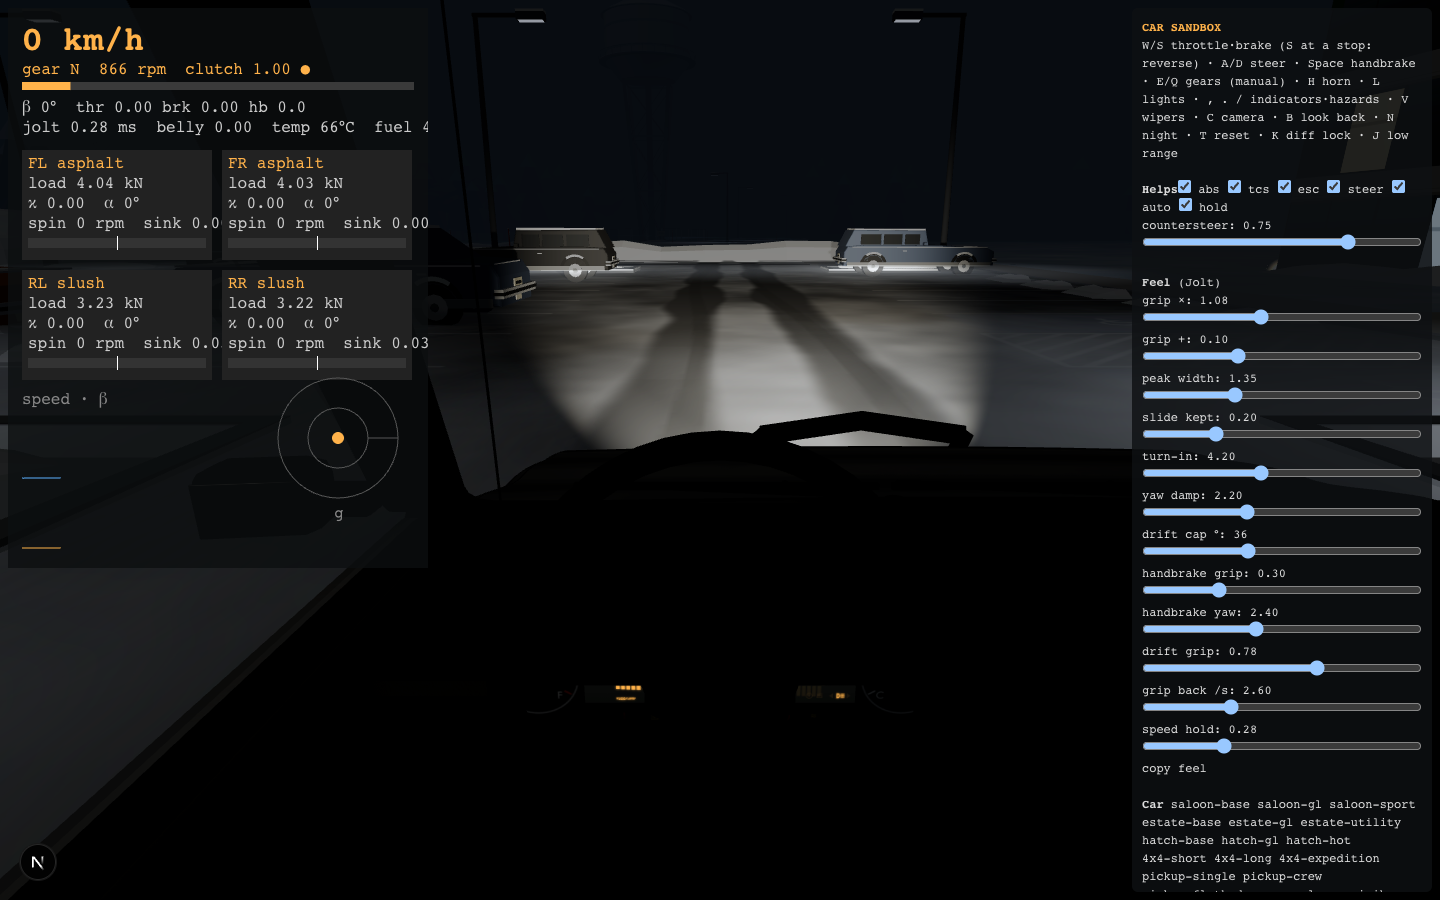 0 km/h
gear N 866 rpm clutch 1.00 ●
β 0° thr 0.00 brk 0.00 hb 0.0
jolt 0.28 ms belly 0.00 temp 66°C fuel 4
FL asphalt
load 4.04 kN
ϰ 0.00 α 0°
spin 0 rpm sink 0.0
FR asphalt
load 4.03 kN
ϰ 0.00 α 0°
spin 0 rpm sink 0.00
RL slush
load 3.23 kN
ϰ 0.00 α 0°
spin 0 rpm sink 0.0
RR slush
load 3.22 kN
ϰ 0.00 α 0°
spin 0 rpm sink 0.03
speed · β
g
N
CAR SANDBOX
W/S throttle·brake (S at a stop:
reverse) · A/D steer · Space handbrake
· E/Q gears (manual) · H horn · L
lights · , . / indicators·hazards · V
wipers · C camera · B look back · N
night · T reset · K diff lock · J low
range
Helps abs tcs esc steer
auto hold
countersteer: 0.75
Feel (Jolt)
grip ×: 1.08
grip +: 0.10
peak width: 1.35
slide kept: 0.20
turn-in: 4.20
yaw damp: 2.20
drift cap °: 36
handbrake grip: 0.30
handbrake yaw: 2.40
drift grip: 0.78
grip back /s: 2.60
speed hold: 0.28
copy feel
Car saloon-base saloon-gl saloon-sport
estate-base estate-gl estate-utility
hatch-base hatch-gl hatch-hot
4x4-short 4x4-long 4x4-expedition
pickup-single pickup-crew